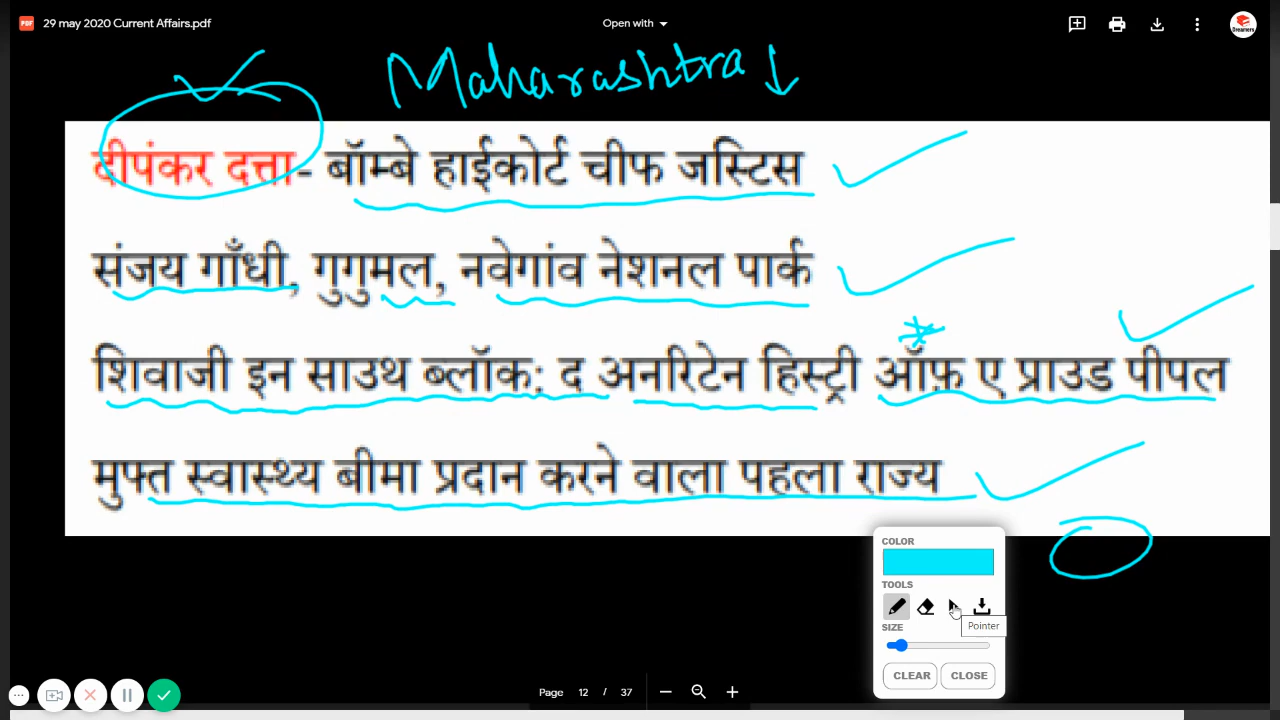 29 may 2020 Current Affairs.pdf
Open with
Dreamers
Maharashtra ↓
दीपंकर दत्ता- बॉम्बे हाईकोर्ट चीफ जस्टिस
संजय गाँधी, गुगुमल, नवेगांव नेशनल पार्क
शिवाजी इन साउथ ब्लॉक: द अनरिटेन हिस्ट्री ऑफ़ ए प्राउड पीपल
मुफ्त स्वास्थ्य बीमा प्रदान करने वाला पहला राज्य
COLOR
TOOLS
Pointer
SIZE
CLEAR CLOSE
Page 12 / 37